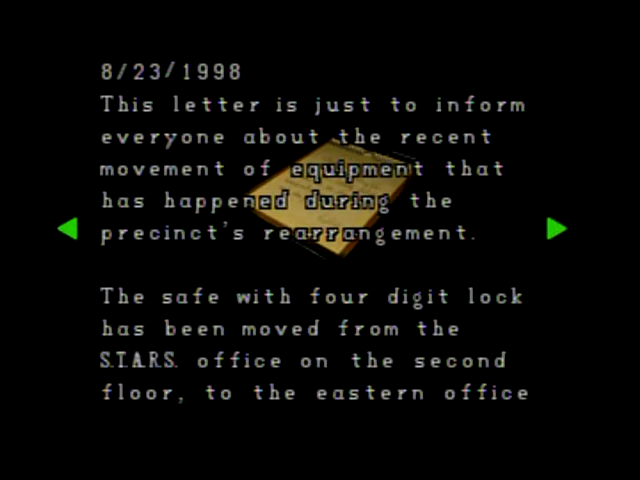 8/23/1998
This letter is just to inform
everyone about the recent
movement of equipment that
has happened during the
precinct's rearrangement.
The safe with four digit lock
has been moved from the
S.T.A.R.S. office on the second
floor, to the eastern office